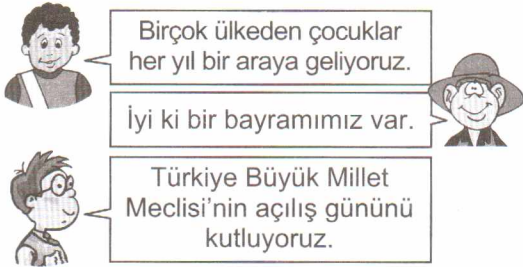 Birçok ülkeden çocuklar
her yıl bir araya geliyoruz.
İyi ki bir bayramımız var.
Türkiye Büyük Millet
Meclisi'nin açılış gününü
kutluyoruz.